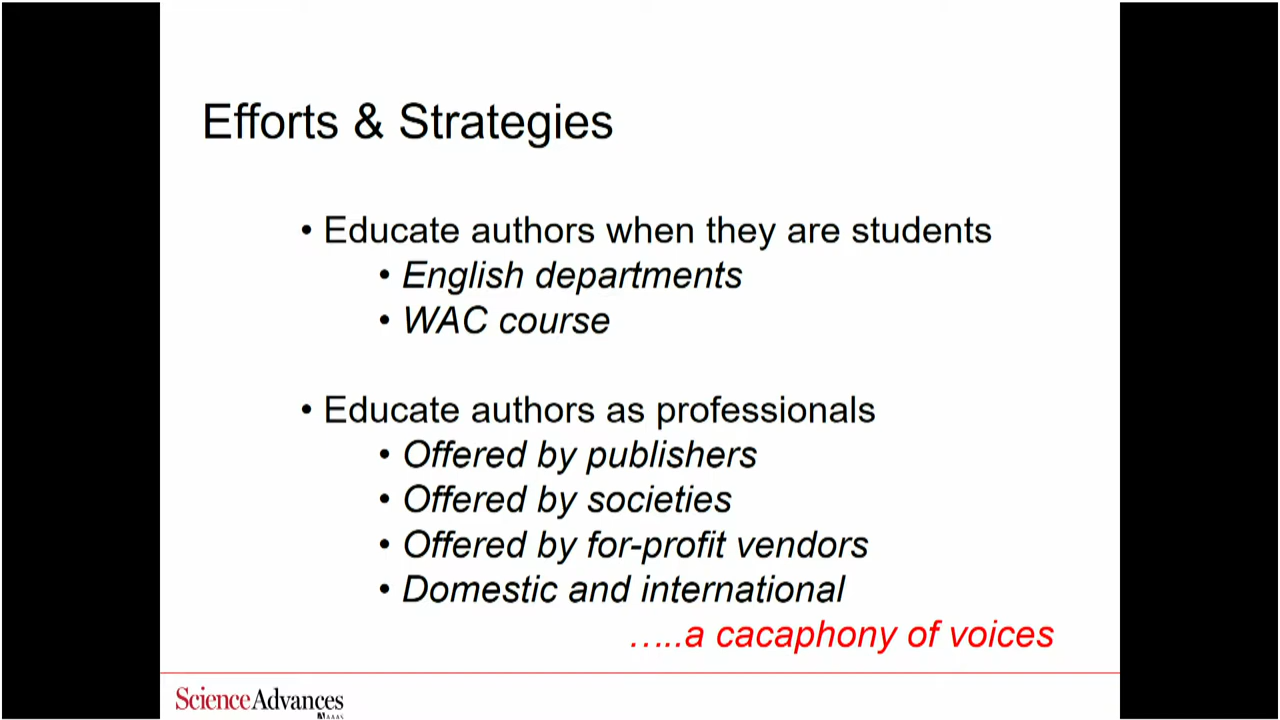 Efforts & Strategies
• Educate authors when they are students
• English departments
• WAC course
• Educate authors as professionals
• Offered by publishers
• Offered by societies
• Offered by for-profit vendors
• Domestic and international
…..a cacaphony of voices
ScienceAdvances
AAAS